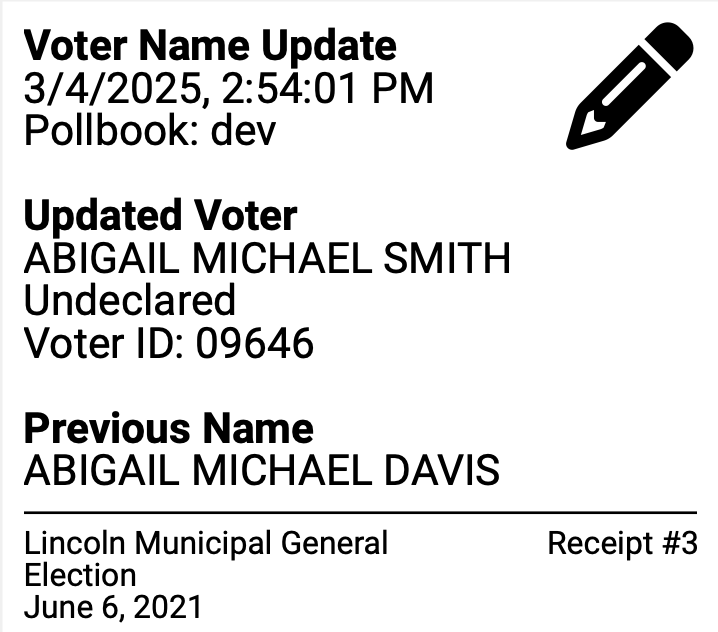 Voter Name Update
3/4/2025, 2:54:01 PM
Pollbook: dev
Updated Voter
ABIGAIL MICHAEL SMITH
Undeclared
Voter ID: 09646
Previous Name
ABIGAIL MICHAEL DAVIS
Lincoln Municipal General
Election
June 6, 2021
Receipt #3